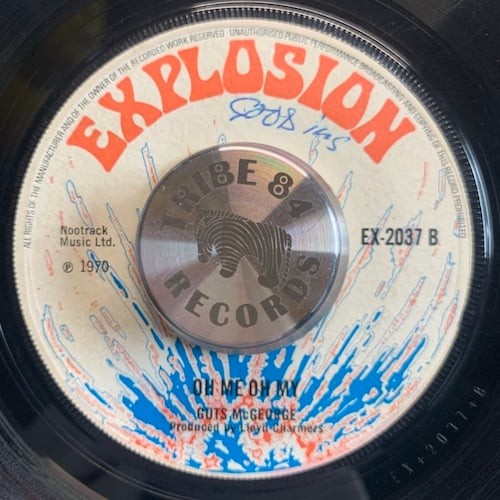 ALL RIGHTS OF THE MANUFACTURER AND OF THE OWNER OF THE RECORDED WORK RESERVED · UNAUTHORISED PUBLIC PERFORMANCE BROADCASTING AND COPYING OF THIS RECORD PROHIBITED
EXPLOSION
TRIBE 84
RECORDS
Nootrack
Music Ltd.
℗ 1970
EX-2037 B
OH ME OH MY
GUTS McGEORGE
Produced by Lloyd Charmers
EX+2037+B